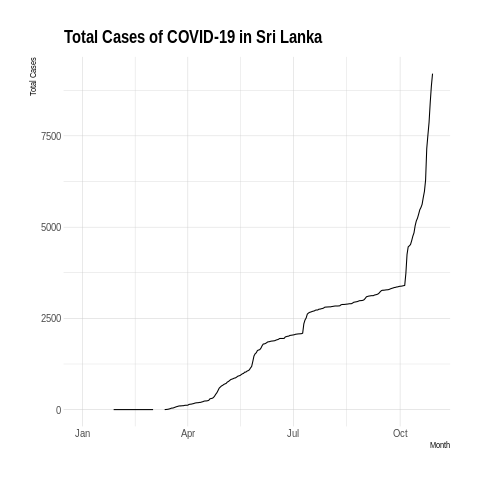 Total Cases of COVID-19 in Sri Lanka
Total Cases
7500
5000
2500
0
Jan Apr Jul Oct
Month